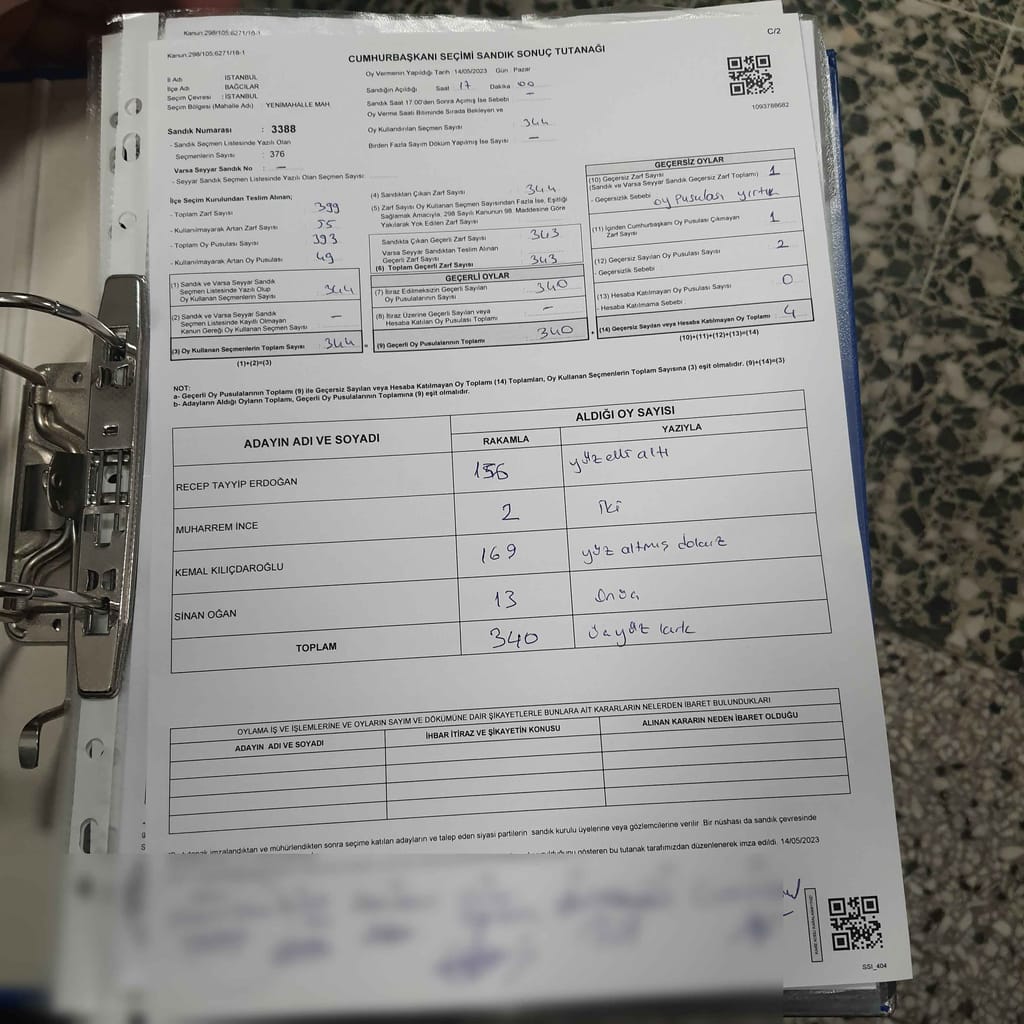 Kanun:298/105;6271/16-1
Kanun:298/105;6271/16-1
C/2
CUMHURBAŞKANI SEÇİMİ SANDIK SONUÇ TUTANAĞI
İl Adı İSTANBUL
İlçe Adı BAĞCILAR
Seçim Çevresi : İSTANBUL
Seçim Bölgesi (Mahalle Adı) : YENİMAHALLE MAH.
Oy Vermenin Yapıldığı Tarih :14/05/2023 Gün : Pazar
Sandığın Açıldığı Saat 17 Dakika 00
Sandık Saat 17:00'den Sonra Açımış İse Sebebi —
Oy Verme Saati Bitiminde Sırada Bekleyen ve
Oy Kullandırılan Seçmen Sayısı 344
Birden Fazla Sayım Döküm Yapılmış İse Sayısı —
1093788682
Sandık Numarası : 3388
- Sandık Seçmen Listesinde Yazılı Olan
Seçmenlerin Sayısı : 376
Varsa Seyyar Sandık No : —
- Seyyar Sandık Seçmen Listesinde Yazılı Olan Seçmen Sayısı
İlçe Seçim Kurulundan Teslim Alınan;
- Toplam Zarf Sayısı 399
- Kullanılmayarak Artan Zarf Sayısı 55
- Toplam Oy Pusulası Sayısı 393
- Kullanılmayarak Artan Oy Pusulası 49
(1) Sandık ve Varsa Seyyar Sandık
Seçmen Listesinde Yazılı Olup
Oy Kullanan Seçmenlerin Sayısı 344
(2) Sandık ve Varsa Seyyar Sandık
Seçmen Listesinde Kayıtlı Olmayan
Kanun Gereği Oy Kullanan Seçmen Sayısı —
(3) Oy Kullanan Seçmenlerin Toplam Sayısı 344
(1)+(2)=(3)
(4) Sandıktan Çıkan Zarf Sayısı 344
(5) Zarf Sayısı Oy Kullanan Seçmen Sayısından Fazla İse, Eşitliği
Sağlamak Amacıyla, 298 Sayılı Kanunun 98. Maddesine Göre
Yakılarak Yok Edilen Zarf Sayısı
Sandıkta Çıkan Geçerli Zarf Sayısı 343
Varsa Seyyar Sandıktan Teslim Alınan
Geçerli Zarf Sayısı
(6) Toplam Geçerli Zarf Sayısı 343
GEÇERLİ OYLAR
(7) İtiraz Edilmeksizin Geçerli Sayılan
Oy Pusulalarının Sayısı 340
(8) İtiraz Üzerine Geçerli Sayılan veya
Hesaba Katılan Oy Pusulası Toplamı —
= (9) Geçerli Oy Pusulalarının Toplamı 340
GEÇERSİZ OYLAR
(10) Geçersiz Zarf Sayısı 1
(Sandık ve Varsa Seyyar Sandık Geçersiz Zarf Toplamı)
- Geçersizlik Sebebi oy pusulası yırtık
(11) İçinden Cumhurbaşkanı Oy Pusulası Çıkmayan
Zarf Sayısı 1
(12) Geçersiz Sayılan Oy Pusulası Sayısı 2
- Geçersizlik Sebebi
(13) Hesaba Katılmayan Oy Pusulası Sayısı 0
- Hesaba Katılmama Sebebi
+ (14) Geçersiz Sayılan veya Hesaba Katılmayan Oy Toplamı 4
(10)+(11)+(12)+(13)=(14)
NOT:
a- Geçerli Oy Pusulalarının Toplamı (9) ile Geçersiz Sayılan veya Hesaba Katılmayan Oy Toplamı (14) Toplamları, Oy Kullanan Seçmenlerin Toplam Sayısına (3) eşit olmalıdır. (9)+(14)=(3)
b- Adayların Aldığı Oyların Toplamı, Geçerli Oy Pusulalarının Toplamına (9) eşit olmalıdır.
ADAYIN ADI VE SOYADI ALDIĞI OY SAYISI
RAKAMLA YAZIYLA
RECEP TAYYİP ERDOĞAN 156 yüz elli altı
MUHARREM İNCE 2 iki
KEMAL KILIÇDAROĞLU 169 yüz altmış dokuz
SİNAN OĞAN 13 onüç
TOPLAM 340 üçyüz kırk
OYLAMA İŞ VE İŞLEMLERİNE VE OYLARIN SAYIM VE DÖKÜMÜNE DAİR ŞİKAYETLERLE BUNLARA AİT KARARLARIN NELERDEN İBARET BULUNDUKLARI
ADAYIN ADI VE SOYADI İHBAR İTİRAZ VE ŞİKAYETİN KONUSU ALINAN KARARIN NEDEN İBARET OLDUĞU
imzalandıktan ve mühürlendikten sonra seçime katılan adayların ve talep eden siyasi partilerin sandık kurulu üyelerine veya gözlemcilerine verilir. Bir nüshası da sandık çevresinde
gösteren bu tutanak tarafımızdan düzenlenerek imza edildi. 14/05/2023
SSI_404